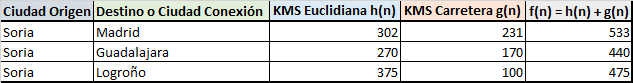 Ciudad Origen Destino o Ciudad Conexión KMS Euclidiana h(n) KMS Carretera g(n) f(n) = h(n) + g(n)
Soria Madrid 302 231 533
Soria Guadalajara 270 170 440
Soria Logroño 375 100 475